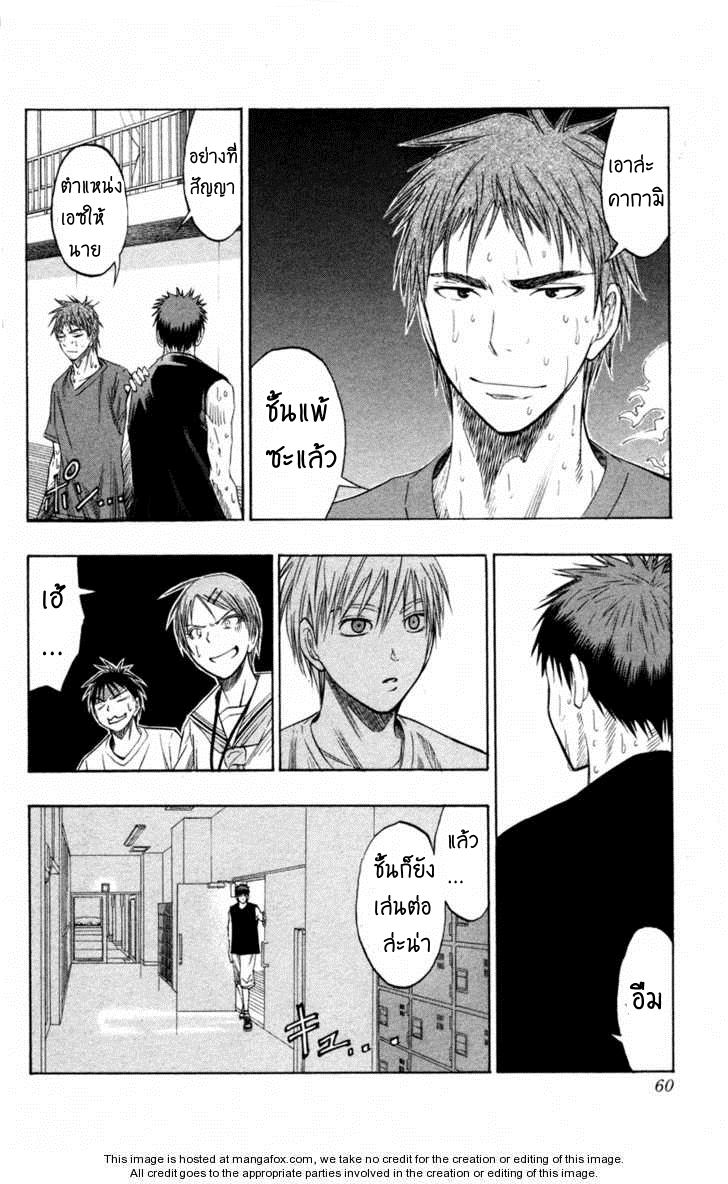 เอาล่ะ
คากามิ
ชั้นแพ้
ซะแล้ว
อย่างที่
สัญญา
ตำแหน่ง
เอซให้
นาย
ポン...
อืม
เฮ้
...
แล้ว
...
ชั้นก็ยัง
เล่นต่อ
ล่ะน่า
キュ...
60
This image is hosted at mangafox.com, we take no credit for the creation or editing of this image.
All credit goes to the appropriate parties involved in the creation or editing of this image.